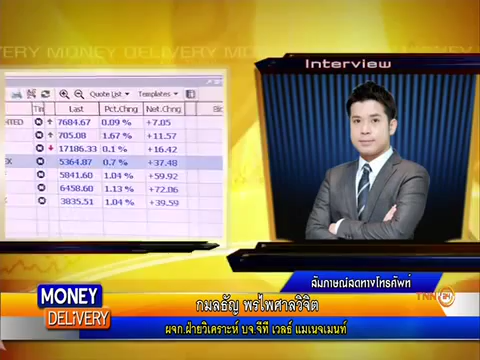 MONEY DELIVERY MONEY DELIVERY
Interview
Quote List Templates
Last Pct.Chng Net.Chng
7684.67 0.09 % +7.05
705.08 1.67 % +11.57
17186.33 0.1 % +16.42
5364.87 0.7 % +37.48
5841.60 1.04 % +59.92
6458.60 1.13 % +72.06
3835.51 1.04 % +39.59
สัมภาษณ์สดทางโทรศัพท์
TNN 24
MONEY
DELIVERY
กมลธัญ พรไพศาลวิจิต
ผจก.ฝ่ายวิเคราะห์ บจ.จีที เวลธ์ แมเนจเมนท์